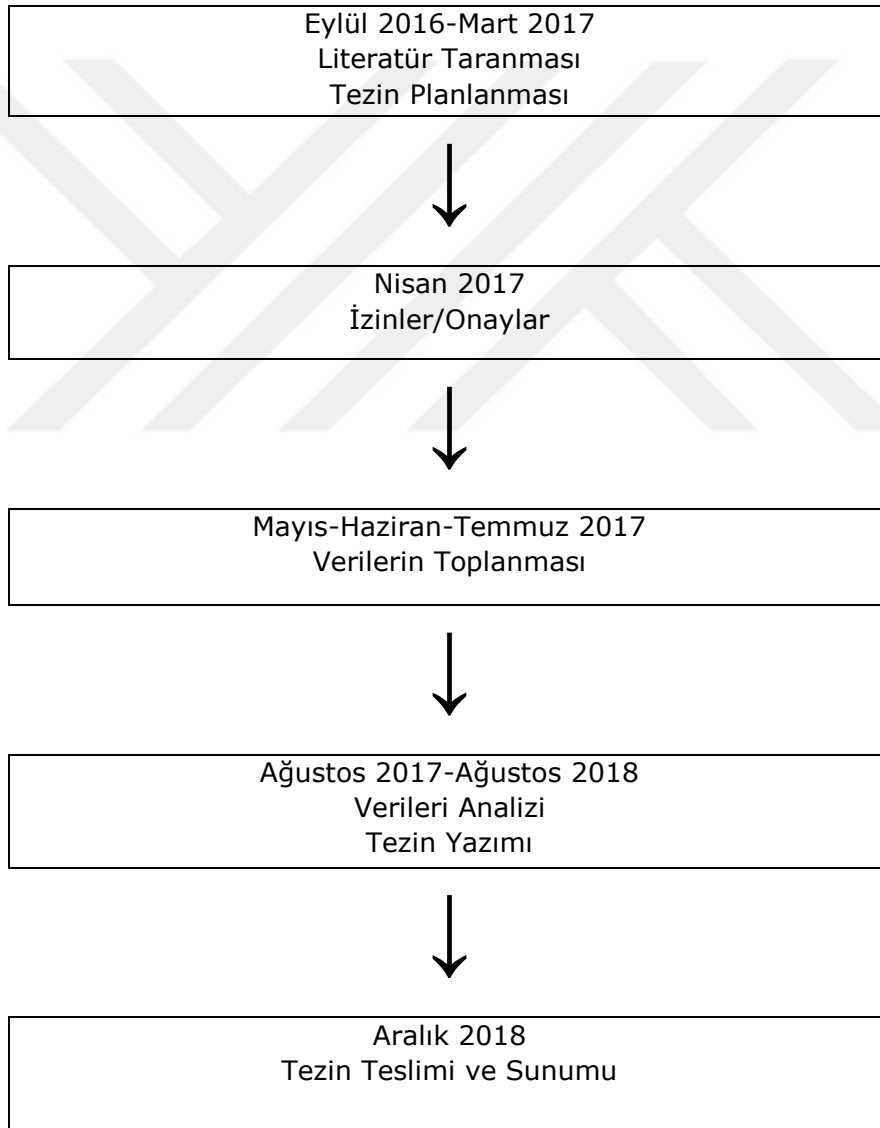 Eylül 2016-Mart 2017
Literatür Taranması
Tezin Planlanması
Nisan 2017
İzinler/Onaylar
Mayıs-Haziran-Temmuz 2017
Verilerin Toplanması
Ağustos 2017-Ağustos 2018
Verileri Analizi
Tezin Yazımı
Aralık 2018
Tezin Teslimi ve Sunumu